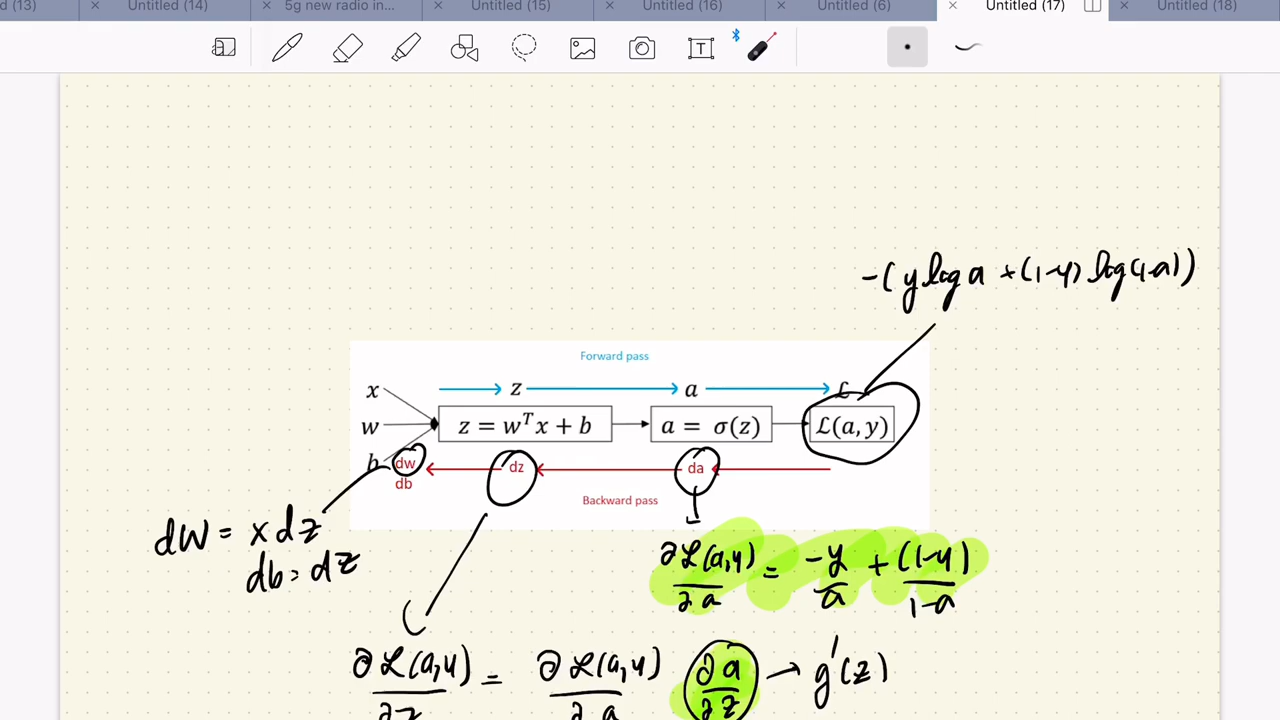 d (13)
Untitled (14)
5g new radio in...
Untitled (15)
Untitled (16)
Untitled (6)
Untitled (17)
Untitled (18)
-(y log a + (1-y) log(1-a))
Forward pass
x z a ℒ
w z = wᵀx + b a = σ(z) ℒ(a, y)
b dw dz da
db Backward pass
dw = x dz
db = dz
∂ℒ(a,y)/∂a = -y/a + (1-y)/1-a
∂ℒ(a,y)/∂z = ∂ℒ(a,y)/∂a ∂a/∂z → g'(z)